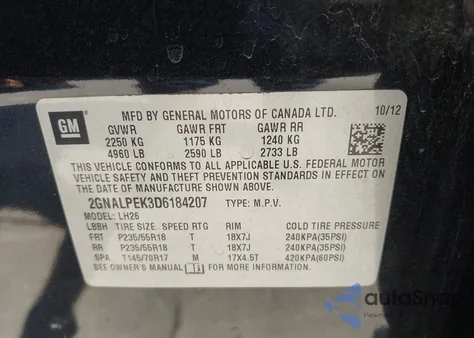 MFD BY GENERAL MOTORS OF CANADA LTD. 10/12
GM
GVWR GAWR FRT GAWR RR
2250 KG 1175 KG 1240 KG
4960 LB 2590 LB 2733 LB
THIS VEHICLE CONFORMS TO ALL APPLICABLE U.S. FEDERAL MOTOR
VEHICLE SAFETY AND THEFT PREVENTION STANDARDS IN EFFECT ON
THE DATE OF MANUFACTURE SHOWN ABOVE.
2GNALPEK3D6184207 TYPE: M.P.V.
MODEL: LH26
LBBH TIRE SIZE SPEED RTG RIM COLD TIRE PRESSURE
FRT P235/55R18 T 18X7J 240KPA(35PSI)
RR P235/55R18 T 18X7J 240KPA(35PSI)
SPA T145/70R17 M 17X4.5T 420KPA(60PSI)
SEE OWNER'S MANUAL FOR MORE INFORMATION.
autoSnap
Powered